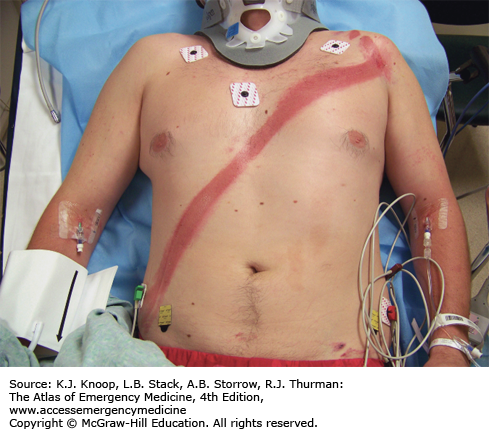 Source: K.J. Knoop, L.B. Stack, A.B. Storrow, R.J. Thurman:
The Atlas of Emergency Medicine, 4th Edition,
www.accessemergencymedicine
Copyright © McGraw-Hill Education. All rights reserved.